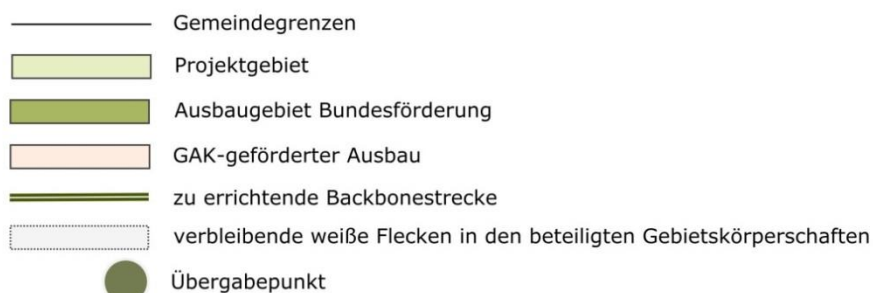 Gemeindegrenzen
Projektgebiet
Ausbaugebiet Bundesförderung
GAK-geförderter Ausbau
zu errichtende Backbonestrecke
verbleibende weiße Flecken in den beteiligten Gebietskörperschaften
Übergabepunkt